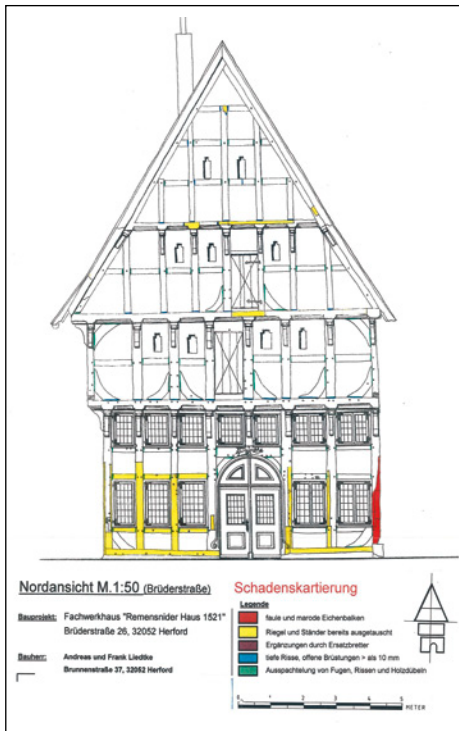 Nordansicht M.1:50 (Brüderstraße)
Bauprojekt: Fachwerkhaus "Remensnider Haus 1521"
Brüderstraße 26, 32052 Herford
Bauherr: Andreas und Frank Liedtke
Brunnenstraße 37, 32052 Herford
Schadenskartierung
Legende
faule und marode Eichenbalken
Riegel und Ständer bereits ausgetauscht
Ergänzungen durch Ersatzbretter
tiefs Risse, offene Brüstungen > als 10 mm
Ausspachtelung von Fugen, Rissen und Holzdübeln
0 1 2 3 4 5 METER